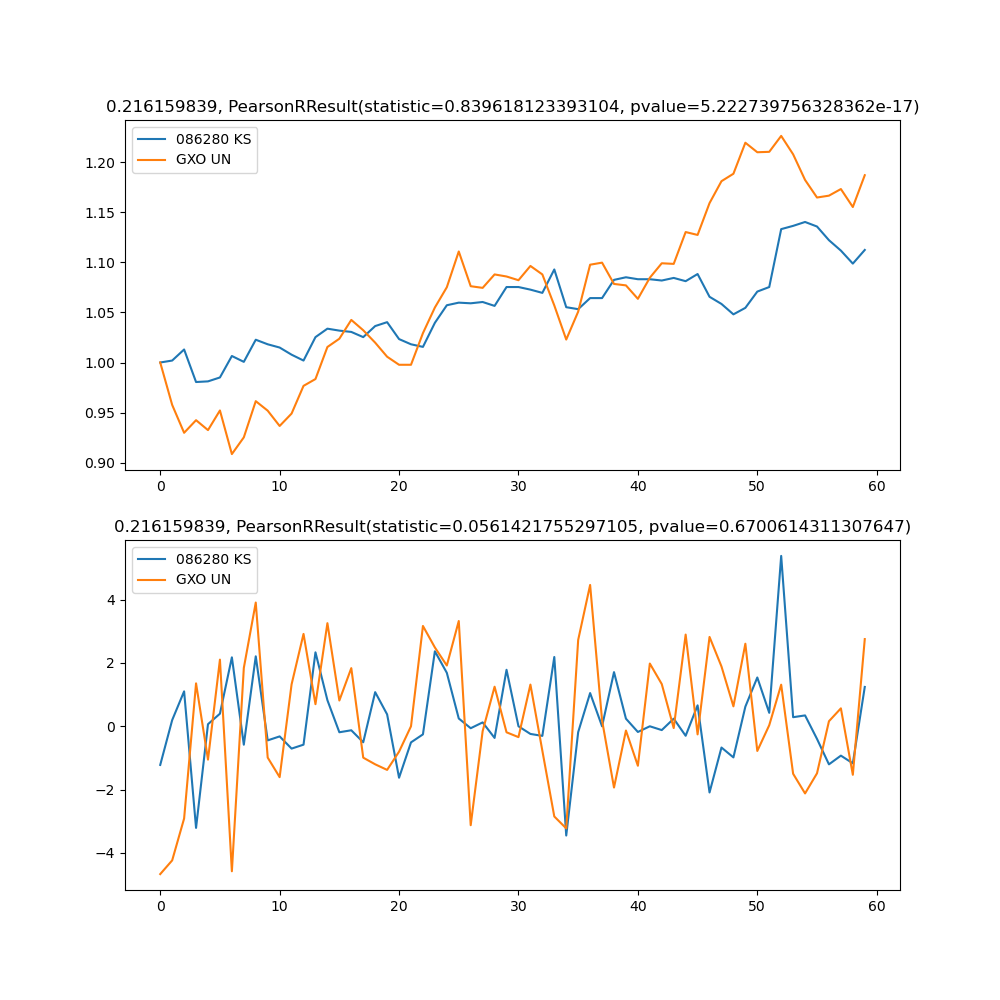 0.216159839, PearsonRResult(statistic=0.839618123393104, pvalue=5.222739756328362e-17)
086280 KS
GXO UN
1.20
1.15
1.10
1.05
1.00
0.95
0.90
0 10 20 30 40 50 60
0.216159839, PearsonRResult(statistic=0.0561421755297105, pvalue=0.6700614311307647)
086280 KS
GXO UN
4
2
0
−2
−4
0 10 20 30 40 50 60